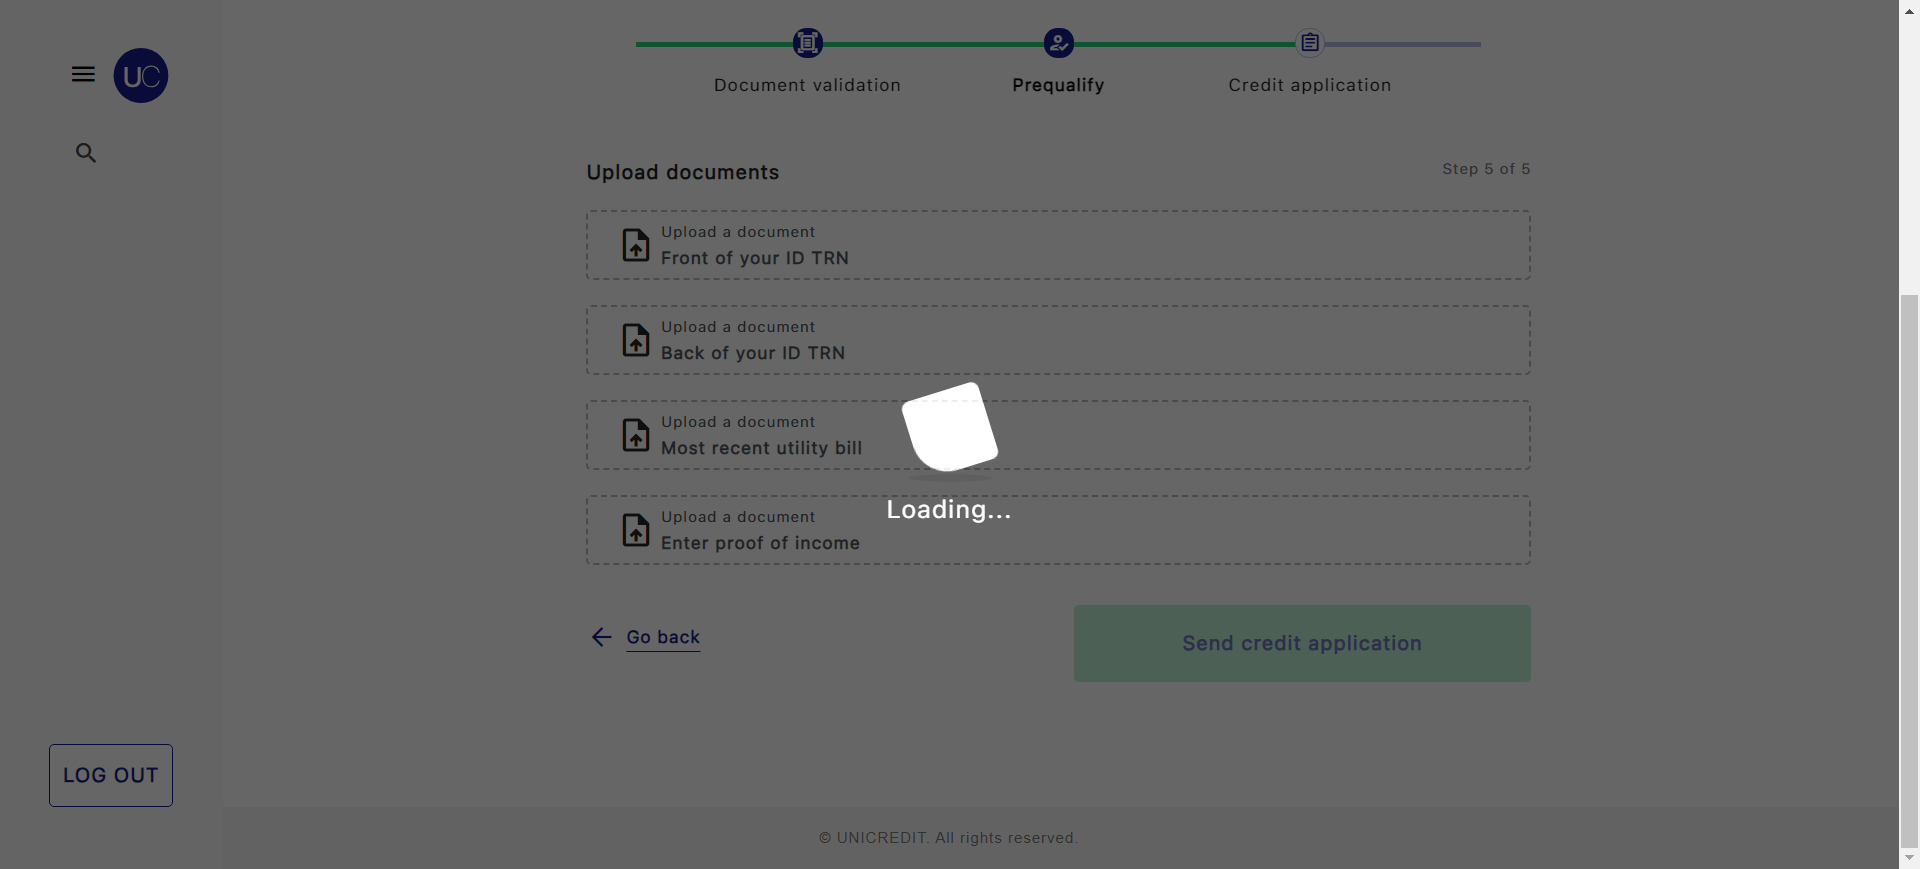 UC
Document validation
Prequalify
Credit application
Upload documents
Step 5 of 5
Upload a document
Front of your ID TRN
Upload a document
Back of your ID TRN
Upload a document
Most recent utility bill
Upload a document
Enter proof of income
Loading...
Go back
Send credit application
LOG OUT
© UNICREDIT. All rights reserved.